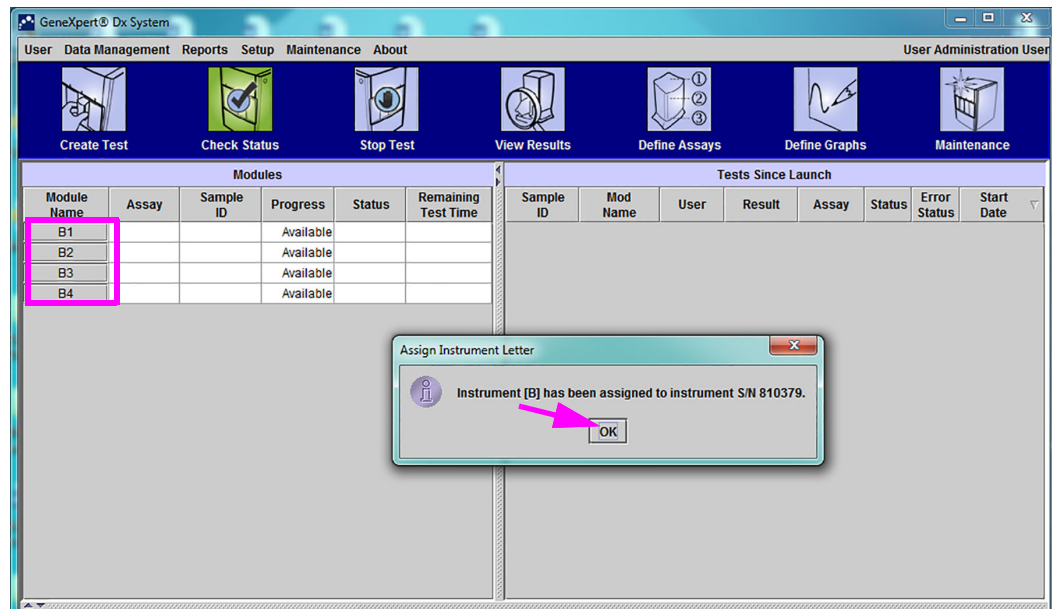 GeneXpert® Dx System
User Data Management Reports Setup Maintenance About User Administration User
Create Test Check Status Stop Test View Results Define Assays Define Graphs Maintenance
① ② ③
Modules Tests Since Launch
Module Name Assay Sample ID Progress Status Remaining Test Time Sample ID Mod Name User Result Assay Status Error Status Start Date
B1 Available
B2 Available
B3 Available
B4 Available
Assign Instrument Letter
Instrument [B] has been assigned to instrument S/N 810379.
OK